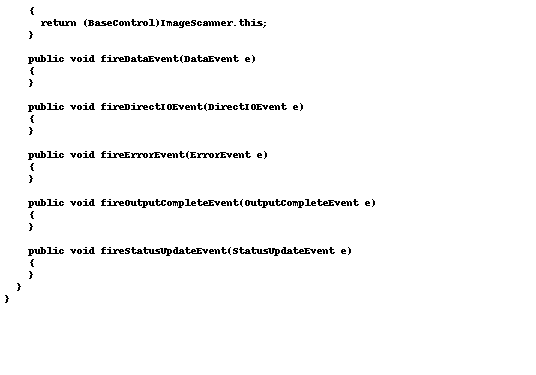 {
return (BaseControl)ImageScanner.this;
}
public void fireDataEvent(DataEvent e)
{
}
public void fireDirectIOEvent(DirectIOEvent e)
{
}
public void fireErrorEvent(ErrorEvent e)
{
}
public void fireOutputCompleteEvent(OutputCompleteEvent e)
{
}
public void fireStatusUpdateEvent(StatusUpdateEvent e)
{
}
}
}